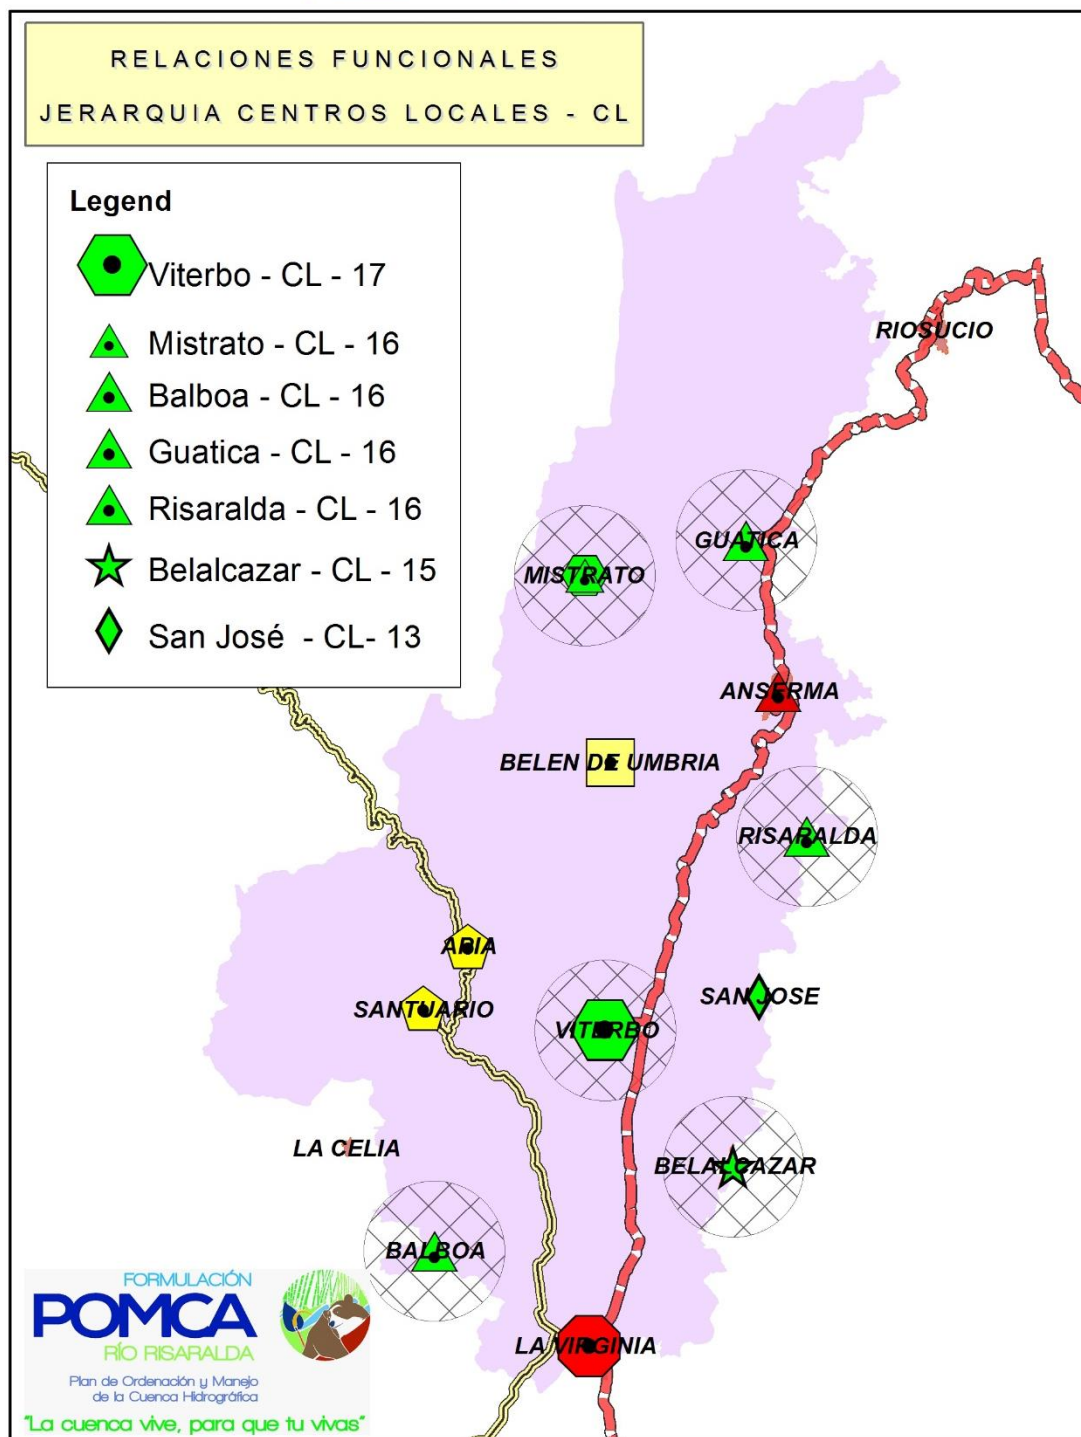 RELACIONES FUNCIONALES
JERARQUIA CENTROS LOCALES - CL
Legend
Viterbo - CL - 17
Mistrato - CL - 16
Balboa - CL - 16
Guatica - CL - 16
Risaralda - CL - 16
Belalcazar - CL - 15
San José - CL- 13
RIOSUCIO
GUATICA
MISTRATO
ANSERMA
BELEN DE UMBRIA
RISARALDA
APIA
SANTUARIO
SAN JOSE
VITERBO
LA CELIA
BELALCAZAR
BALBOA
LA VIRGINIA
FORMULACIÓN
POMCA
RÍO RISARALDA
Plan de Ordenación y Manejo
de la Cuenca Hidrográfica
"La cuenca vive, para que tu vivas"